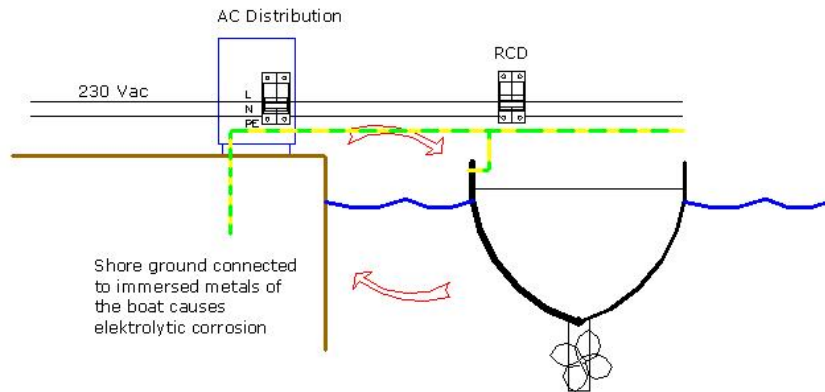 AC Distribution
RCD
230 Vac
L
N
PE
Shore ground connected
to immersed metals of
the boat causes
elektrolytic corrosion